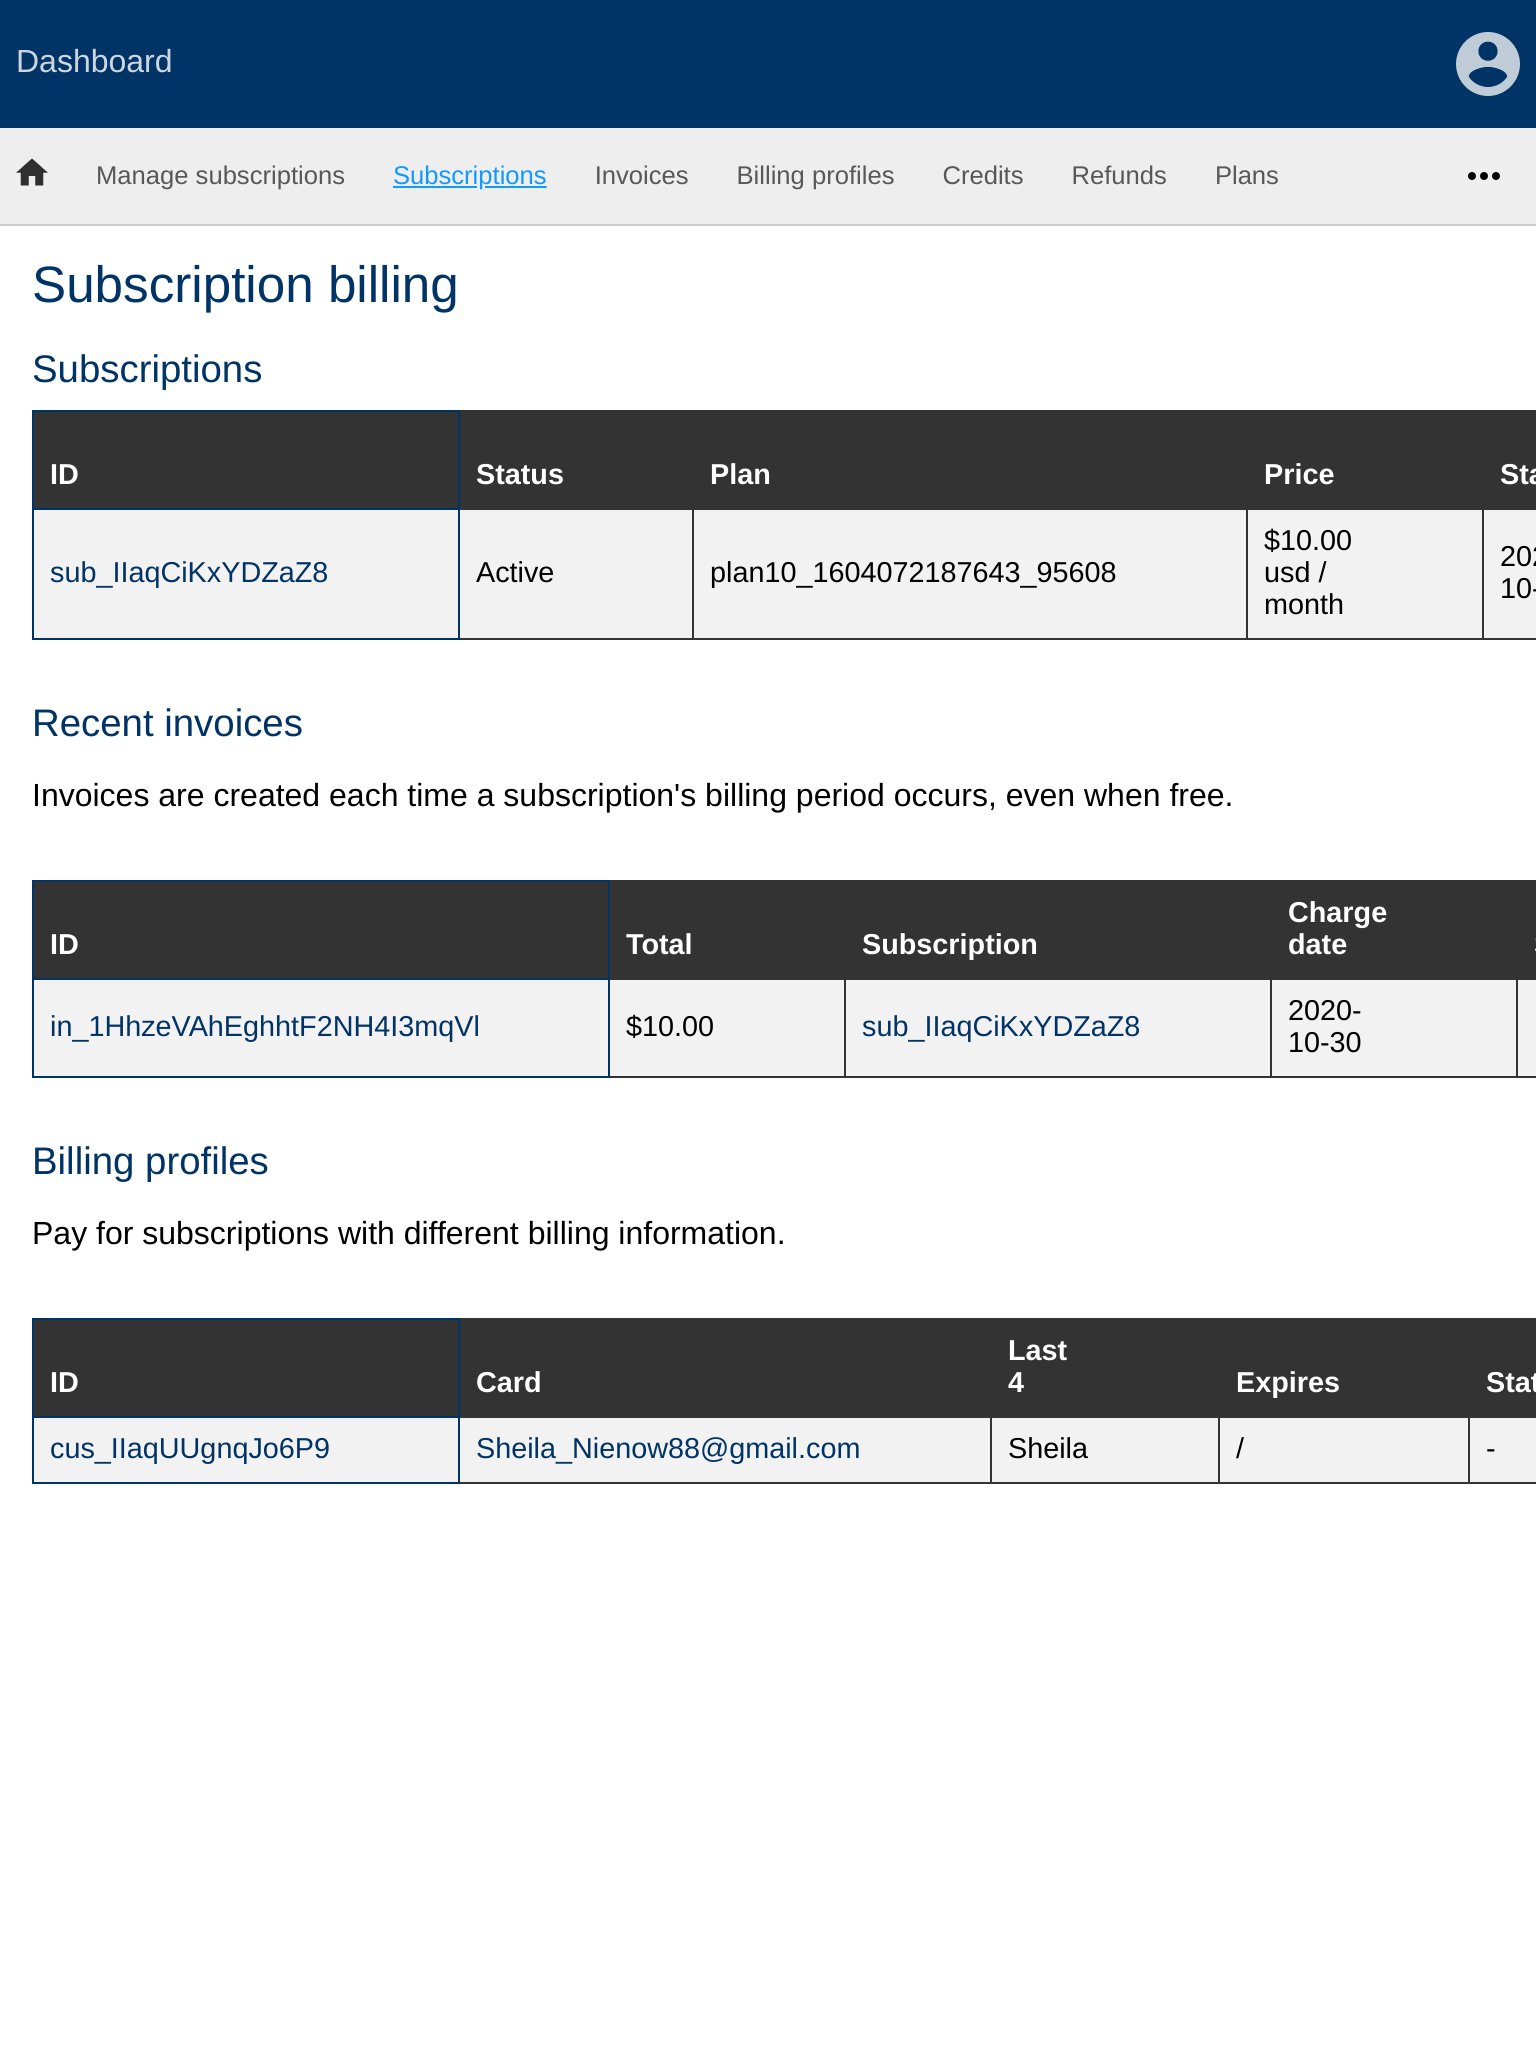 Dashboard
Manage subscriptions Subscriptions Invoices Billing profiles Credits Refunds Plans
Subscription billing
Subscriptions
ID Status Plan Price Sta
sub_IIaqCiKxYDZaZ8 Active plan10_1604072187643_95608 $10.00 usd / month 202 10-
Recent invoices
Invoices are created each time a subscription's billing period occurs, even when free.
ID Total Subscription Charge date
in_1HhzeVAhEghhtF2NH4I3mqVl $10.00 sub_IIaqCiKxYDZaZ8 2020-10-30
Billing profiles
Pay for subscriptions with different billing information.
ID Card Last 4 Expires Stat
cus_IIaqUUgnqJo6P9 Sheila_Nienow88@gmail.com Sheila / -